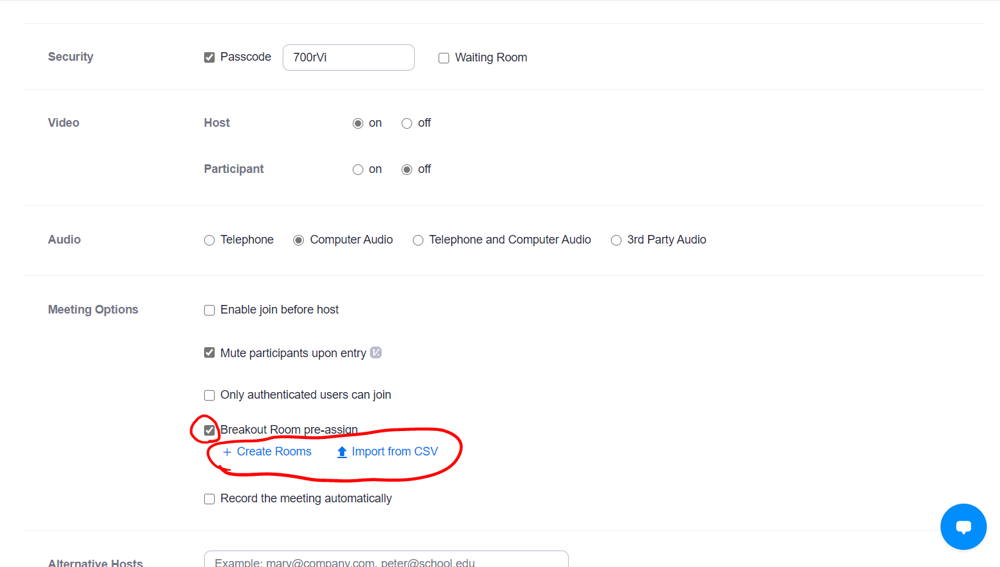 Security Passcode 700rVi Waiting Room
Video Host on off
Participant on off
Audio Telephone Computer Audio Telephone and Computer Audio 3rd Party Audio
Meeting Options Enable join before host
Mute participants upon entry
Only authenticated users can join
Breakout Room pre-assign
+ Create Rooms Import from CSV
Record the meeting automatically
Alternative Hosts Example: mary@company.com, peter@school.edu